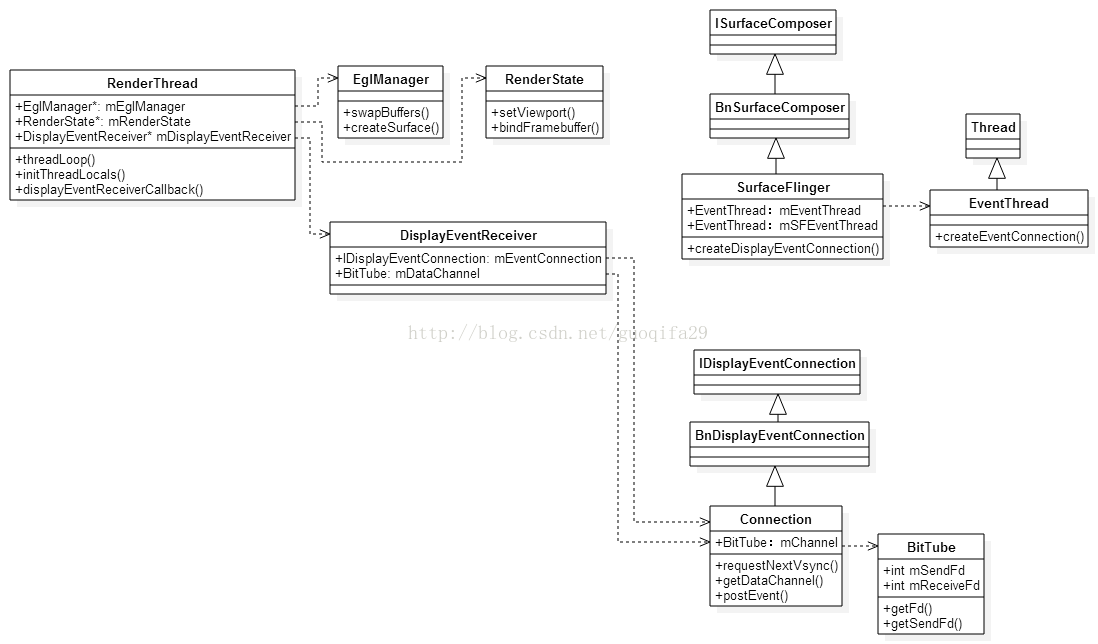 ISurfaceComposer
RenderThread
+EglManager*: mEglManager
+RenderState*: mRenderState
+DisplayEventReceiver* mDisplayEventReceiver
+threadLoop()
+initThreadLocals()
+displayEventReceiverCallback()
EglManager
+swapBuffers()
+createSurface()
RenderState
+setViewport()
+bindFramebuffer()
BnSurfaceComposer
Thread
SurfaceFlinger
+EventThread：mEventThread
+EventThread：mSFEventThread
+createDisplayEventConnection()
EventThread
+createEventConnection()
DisplayEventReceiver
+IDisplayEventConnection: mEventConnection
+BitTube: mDataChannel
http://blog.csdn.net/guoqifa29
IDisplayEventConnection
BnDisplayEventConnection
Connection
+BitTube：mChannel
+requestNextVsync()
+getDataChannel()
+postEvent()
BitTube
+int mSendFd
+int mReceiveFd
+getFd()
+getSendFd()